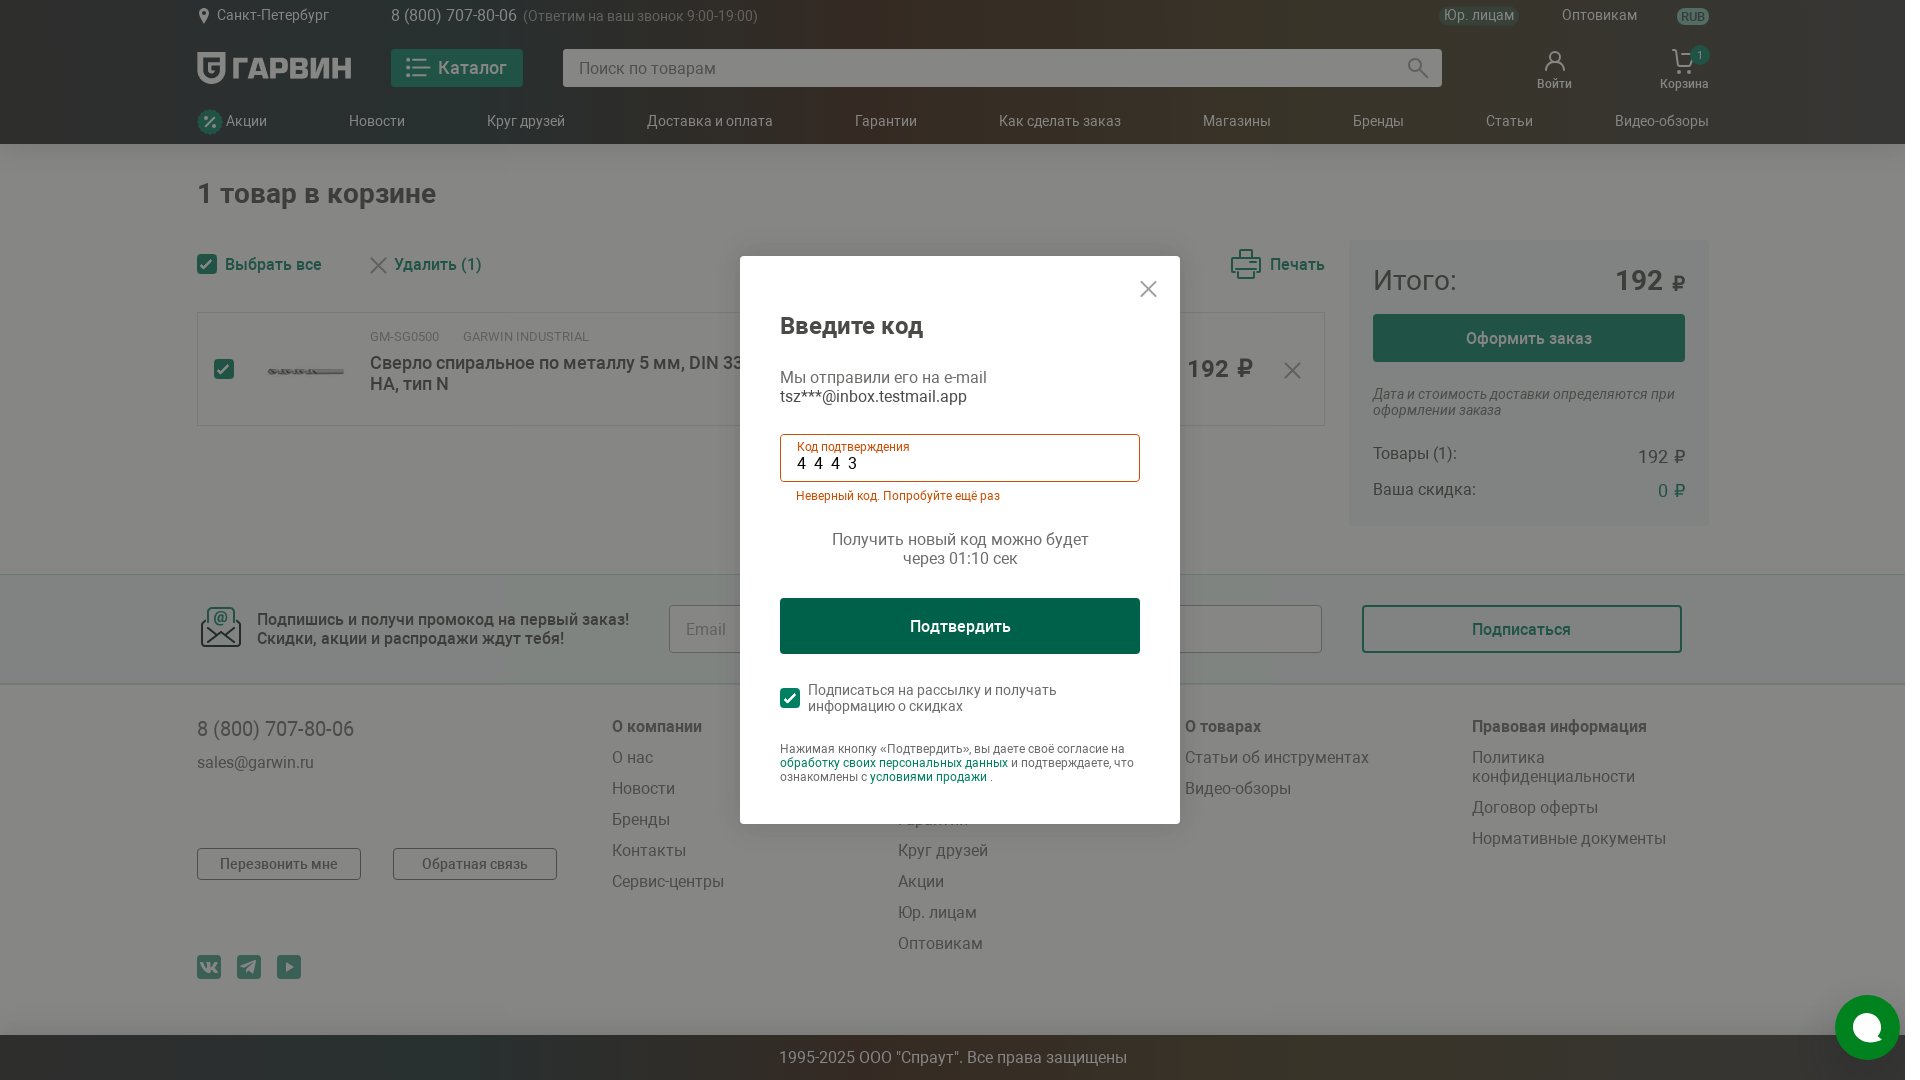 Санкт-Петербург
8 (800) 707-80-06 (Ответим на ваш звонок 9:00-19:00)
Юр. лицам
Оптовикам
RUB
ГАРВИН
Каталог
Поиск по товарам
Войти
1
Корзина
Акции
Новости
Круг друзей
Доставка и оплата
Гарантии
Как сделать заказ
Магазины
Бренды
Статьи
Видео-обзоры
1 товар в корзине
Выбрать все
Удалить (1)
Печать
GM-SG0500
GARWIN INDUSTRIAL
Сверло спиральное по металлу 5 мм, DIN 33
HA, тип N
192 ₽
Итого:
192 ₽
Оформить заказ
Дата и стоимость доставки определяются при
оформлении заказа
Товары (1):
192 ₽
Ваша скидка:
0 ₽
Введите код
Мы отправили его на e-mail
tsz***@inbox.testmail.app
Код подтверждения
4 4 4 3
Неверный код. Попробуйте ещё раз
Получить новый код можно будет
через 01:10 сек
Подтвердить
Подписаться на рассылку и получать
информацию о скидках
Нажимая кнопку «Подтвердить», вы даете своё согласие на
обработку своих персональных данных и подтверждаете, что
ознакомлены с условиями продажи .
Подпишись и получи промокод на первый заказ!
Скидки, акции и распродажи ждут тебя!
Email
Подписаться
8 (800) 707-80-06
sales@garwin.ru
Перезвонить мне
Обратная связь
О компании
О нас
Новости
Бренды
Контакты
Сервис-центры
Круг друзей
Акции
Юр. лицам
Оптовикам
О товарах
Статьи об инструментах
Видео-обзоры
Правовая информация
Политика
конфиденциальности
Договор оферты
Нормативные документы
1995-2025 ООО "Спраут". Все права защищены